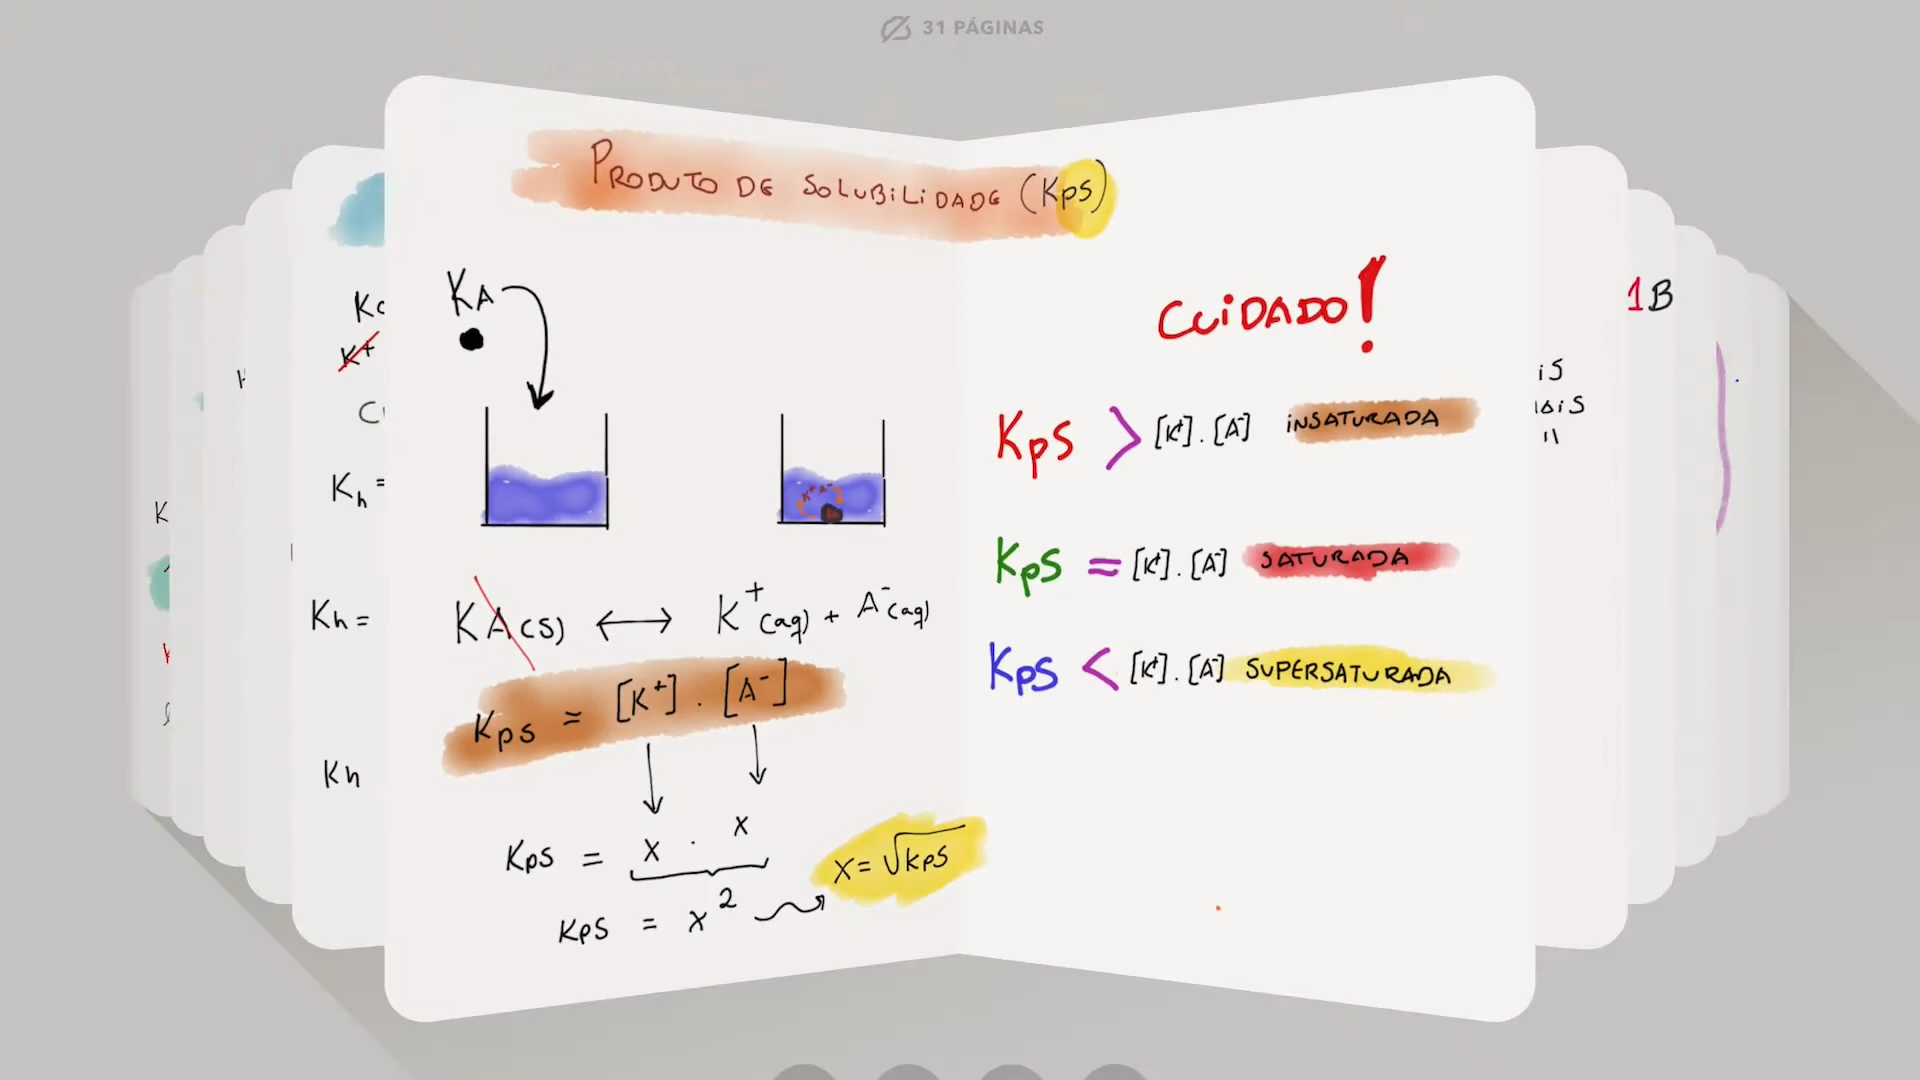 31 PÁGINAS
PRODUTO DE SOLUBILIDADE (Kps)
KA
K+ A-
KA(s) ↔ K+(aq) + A-(aq)
Kps = [K+] . [A-]
Kps = x . x
Kps = x² x = √kps
CUIDADO!
Kps > [K+] . [A-] INSATURADA
Kps = [K+] . [A-] SATURADA
Kps < [K+] . [A-] SUPERSATURADA
K+
Kh =
Kh =
Kh
1B